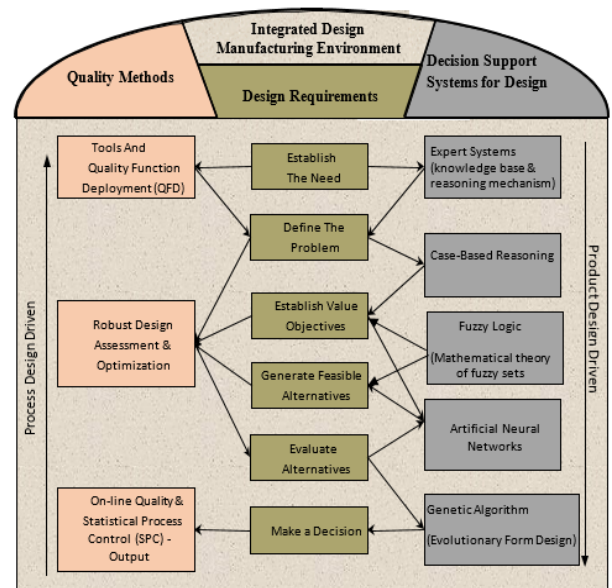 Integrated Design
Manufacturing Environment
Quality Methods
Design Requirements
Decision Support
Systems for Design
Process Design Driven
Tools And
Quality Function
Deployment (QFD)
Robust Design
Assessment &
Optimization
On-line Quality &
Statistical Process
Control (SPC) -
Output
Establish
The Need
Define The
Problem
Establish Value
Objectives
Generate Feasible
Alternatives
Evaluate
Alternatives
Make a Decision
Expert Systems
(knowledge base &
reasoning mechanism)
Case-Based Reasoning
Fuzzy Logic
(Mathematical theory
of fuzzy sets
Artificial Neural
Networks
Genetic Algorithm
(Evolutionary Form Design)
Product Design Driven